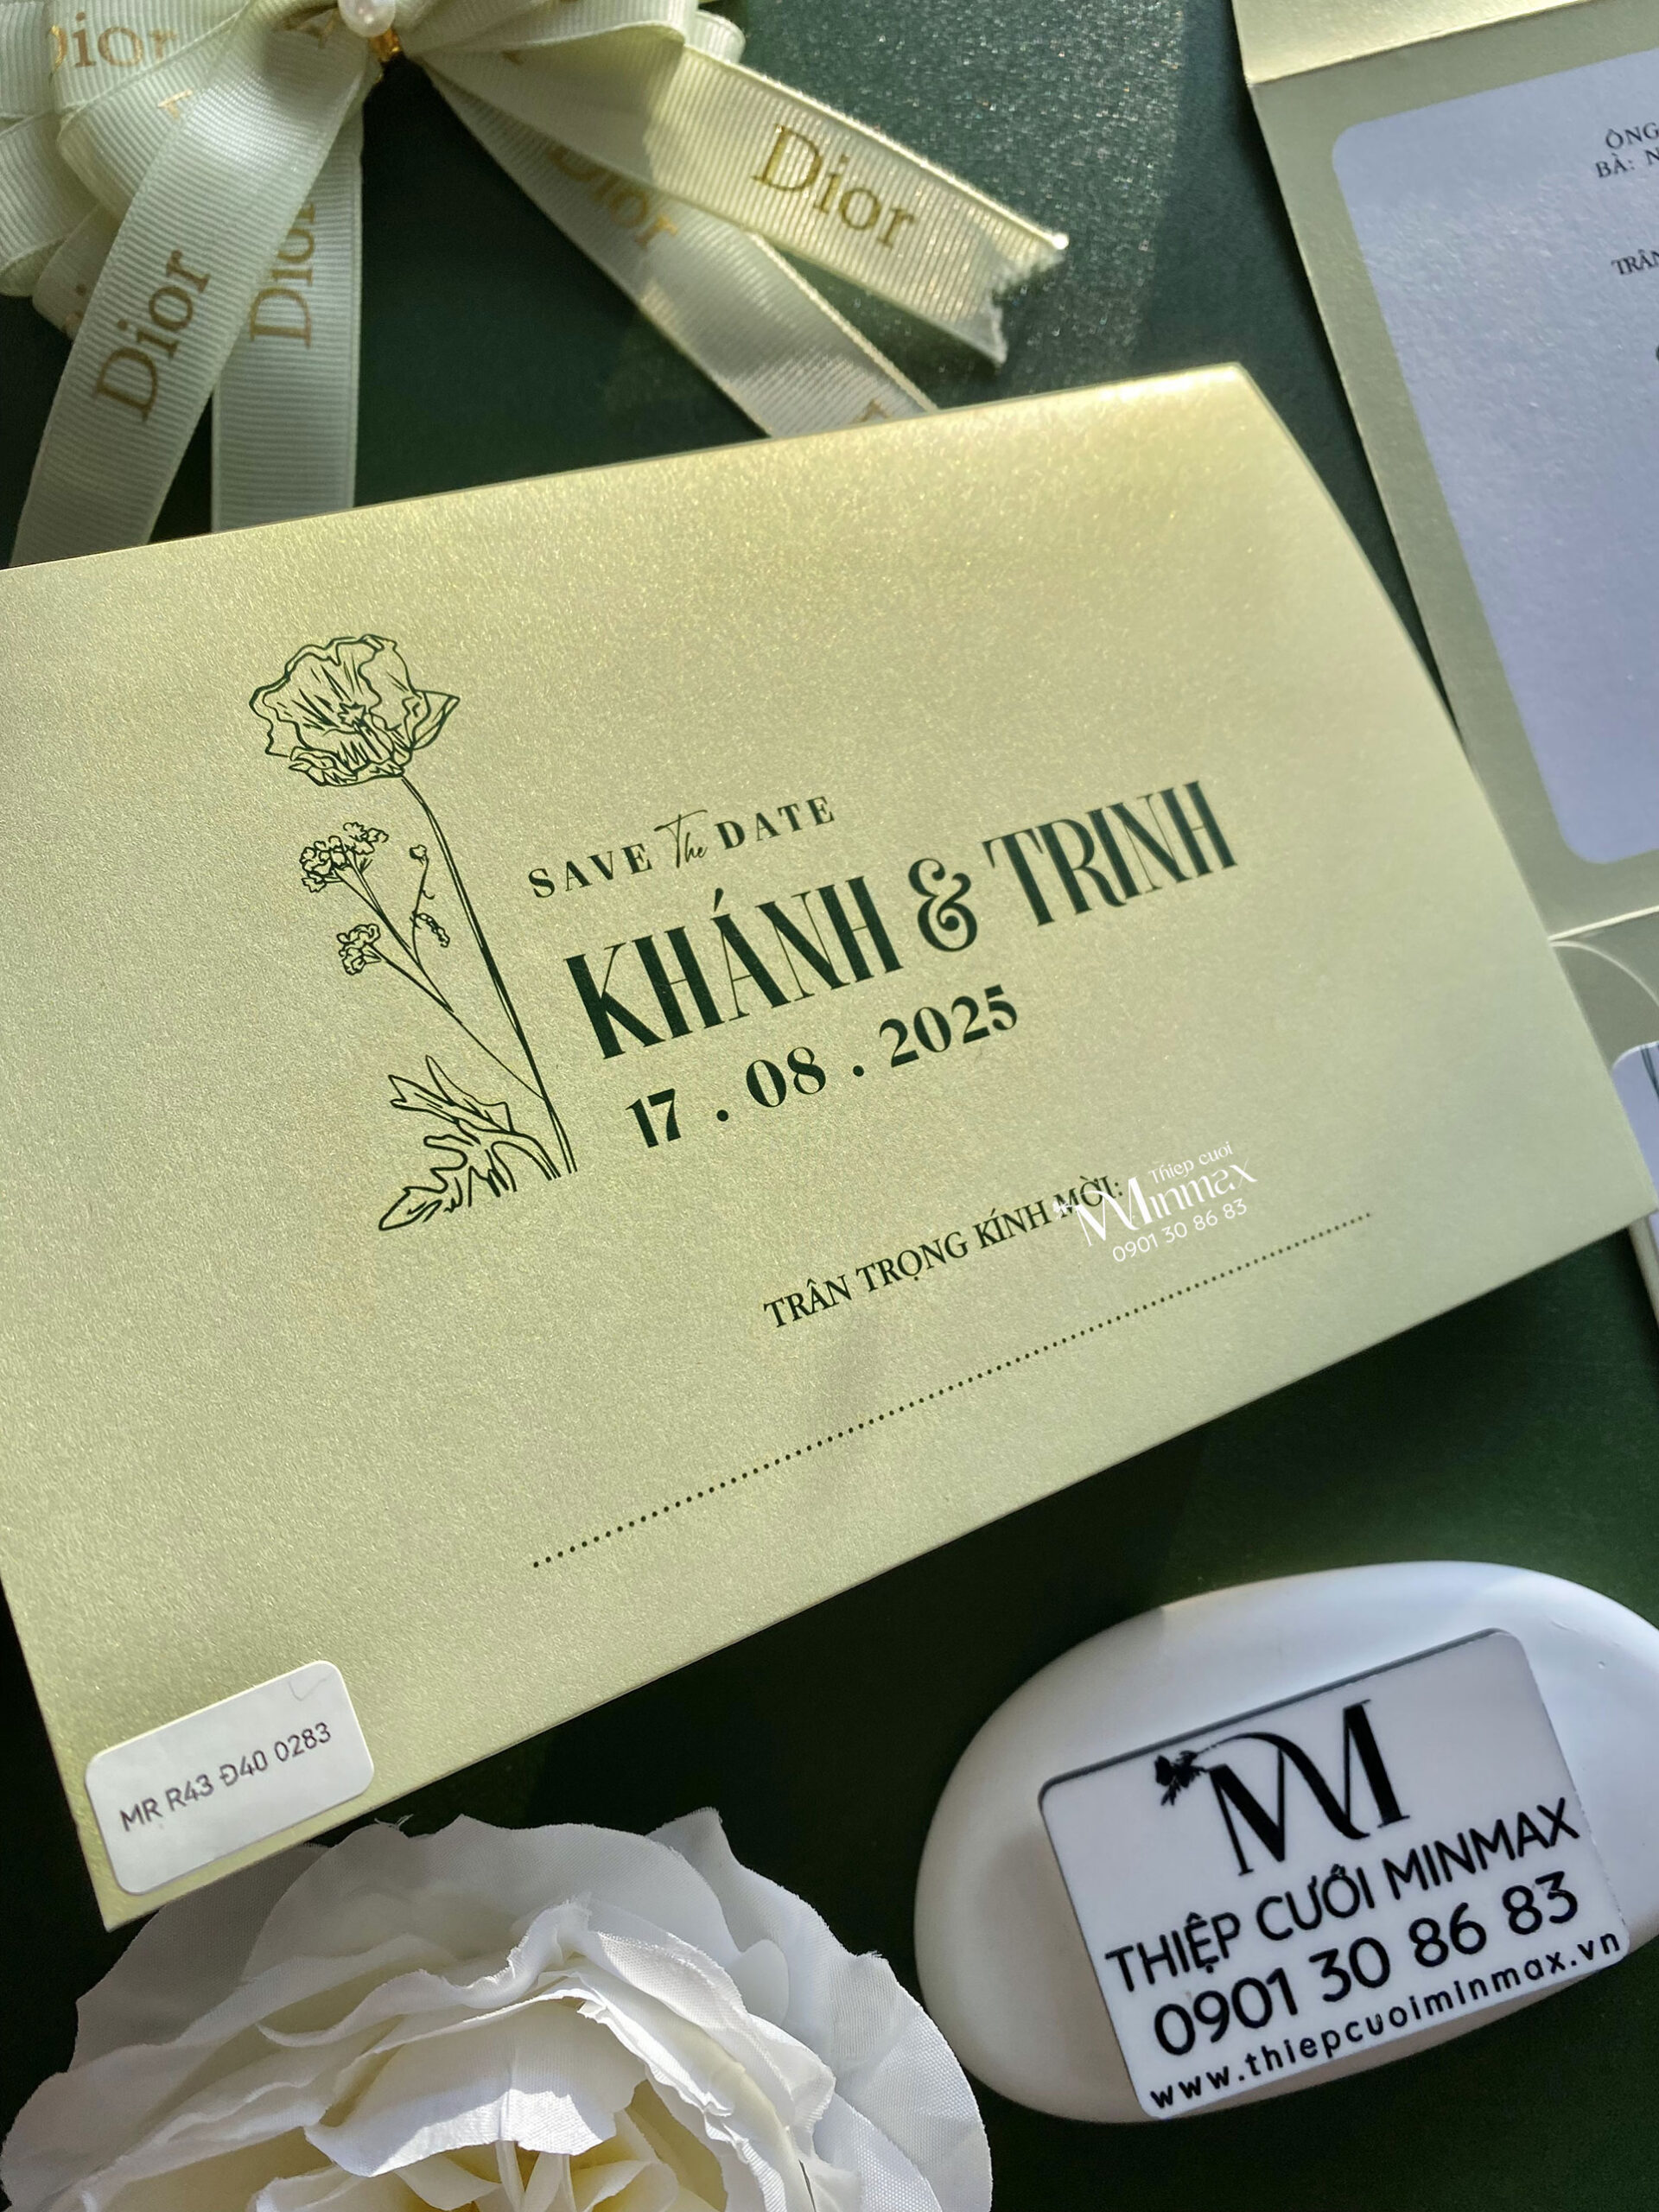 Dior
Dior
Dior
Dior
Dior
ÔNG
BÀ: N
TRÂN
SAVE The DATE
KHÁNH & TRINH
17 . 08 . 2025
TRÂN TRỌNG KÍNH MỜI:
Thiep cuoi
Minmax
0901 30 86 83
MR R43 Đ40 0283
M
THIỆP CƯỚI MINMAX
0901 30 86 83
www.thiepcuoiminmax.vn